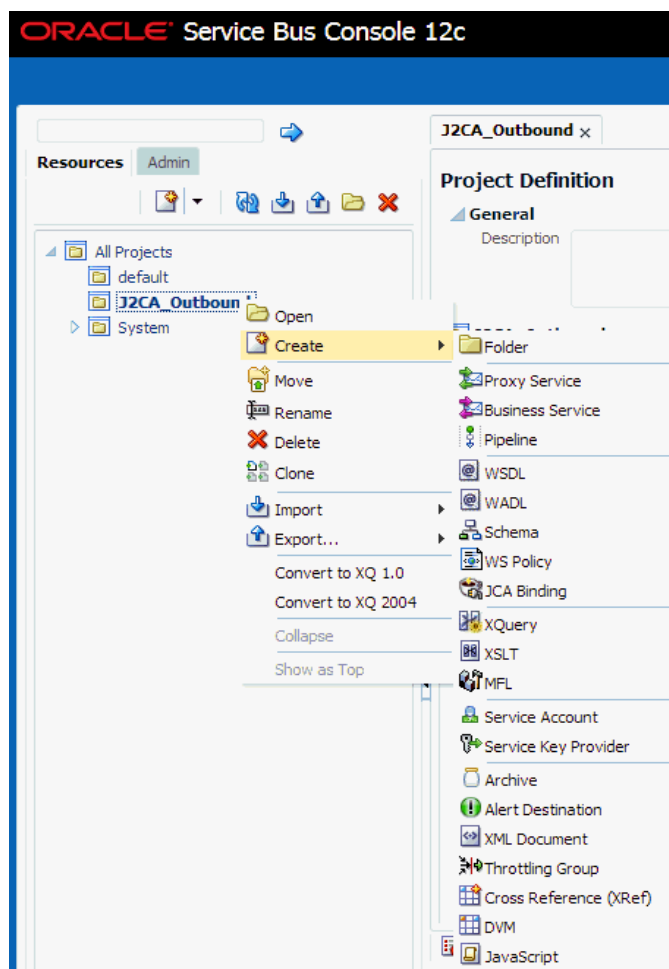 ORACLE® Service Bus Console 12c
J2CA_Outbound ×
Resources Admin
Project Definition
General
Description
All Projects
default
J2CA_Outboun
System
Open
Create
Move
Rename
Delete
Clone
Import
Export...
Convert to XQ 1.0
Convert to XQ 2004
Collapse
Show as Top
Folder
Proxy Service
Business Service
Pipeline
WSDL
WADL
Schema
WS Policy
JCA Binding
XQuery
XSLT
MFL
Service Account
Service Key Provider
Archive
Alert Destination
XML Document
Throttling Group
Cross Reference (XRef)
DVM
JavaScript